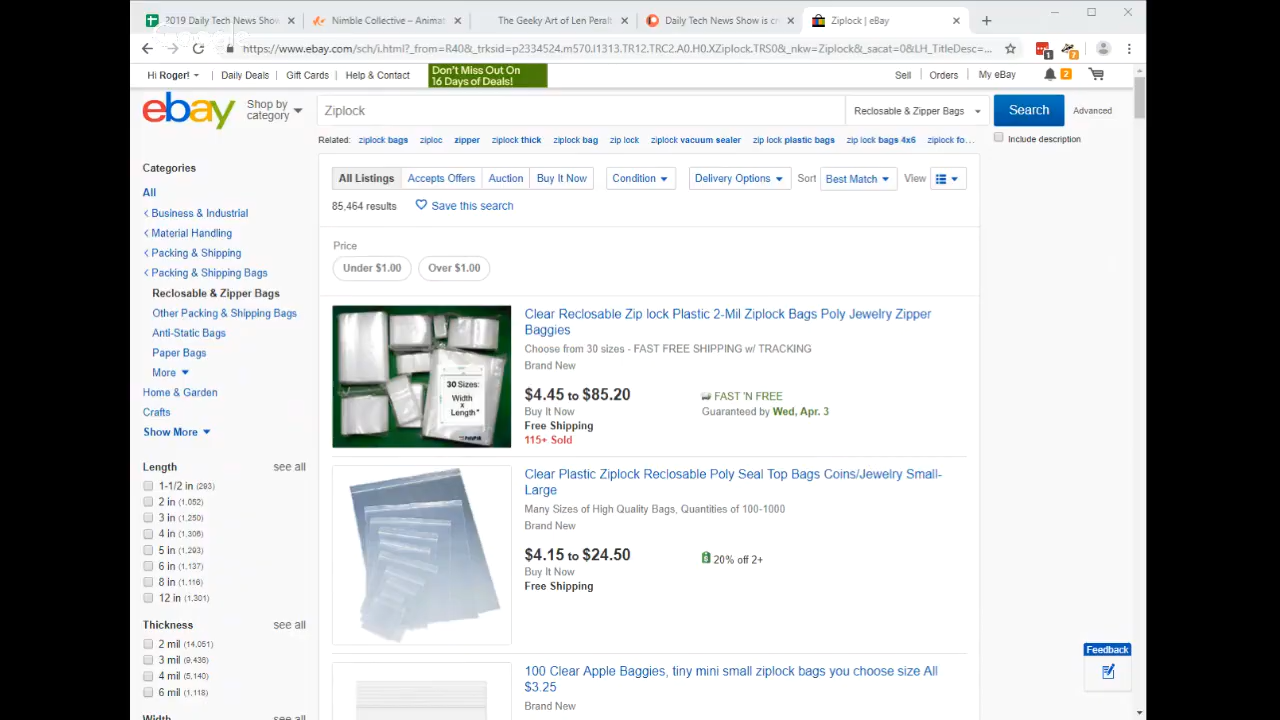 2019 Daily Tech News Show
Nimble Collective – Animat
The Geeky Art of Len Peralt
Daily Tech News Show is cr
Ziplock | eBay
https://www.ebay.com/sch/i.html?_from=R40&_trksid=p2334524.m570.l1313.TR12.TRC2.A0.H0.XZiplock.TRS0&_nkw=Ziplock&_sacat=0&LH_TitleDesc=...
Hi Roger!
Daily Deals
Gift Cards
Help & Contact
Don't Miss Out On
16 Days of Deals!
Sell
Orders
My eBay
2
ebay
Shop by
category
Ziplock
Reclosable & Zipper Bags
Search
Advanced
Related: ziplock bags ziploc zipper ziplock thick ziplock bag zip lock ziplock vacuum sealer zip lock plastic bags zip lock bags 4x6 ziplock fo...
Include description
Categories
All
Business & Industrial
Material Handling
Packing & Shipping
Packing & Shipping Bags
Reclosable & Zipper Bags
Other Packing & Shipping Bags
Anti-Static Bags
Paper Bags
More
Home & Garden
Crafts
Show More
Length see all
1-1/2 in (293)
2 in (1,052)
3 in (1,250)
4 in (1,306)
5 in (1,293)
6 in (1,137)
8 in (1,116)
12 in (1,301)
Thickness see all
2 mil (14,051)
3 mil (9,436)
4 mil (5,140)
6 mil (1,118)
Width see all
All Listings Accepts Offers Auction Buy It Now Condition Delivery Options Sort Best Match View
85,464 results Save this search
Price
Under $1.00 Over $1.00
30 Sizes:
Width
x
Length*
Clear Reclosable Zip lock Plastic 2-Mil Ziplock Bags Poly Jewelry Zipper
Baggies
Choose from 30 sizes - FAST FREE SHIPPING w/ TRACKING
Brand New
$4.45 to $85.20
Buy It Now
Free Shipping
115+ Sold
FAST 'N FREE
Guaranteed by Wed, Apr. 3
Clear Plastic Ziplock Reclosable Poly Seal Top Bags Coins/Jewelry Small-
Large
Many Sizes of High Quality Bags, Quantities of 100-1000
Brand New
$4.15 to $24.50
Buy It Now
Free Shipping
20% off 2+
100 Clear Apple Baggies, tiny mini small ziplock bags you choose size All
$3.25
Brand New
Feedback